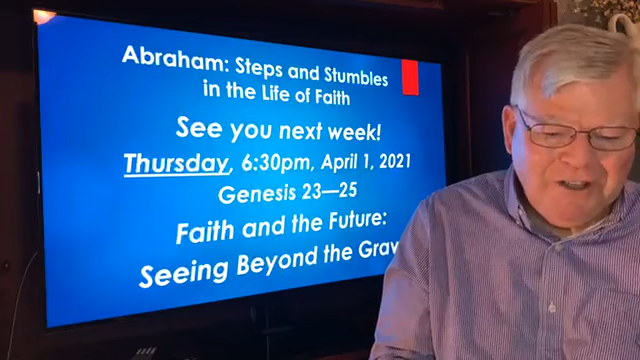 Abraham: Steps and Stumbles
in the Life of Faith
See you next week!
Thursday, 6:30pm, April 1, 2021
Genesis 23—25
Faith and the Future:
Seeing Beyond the Grav